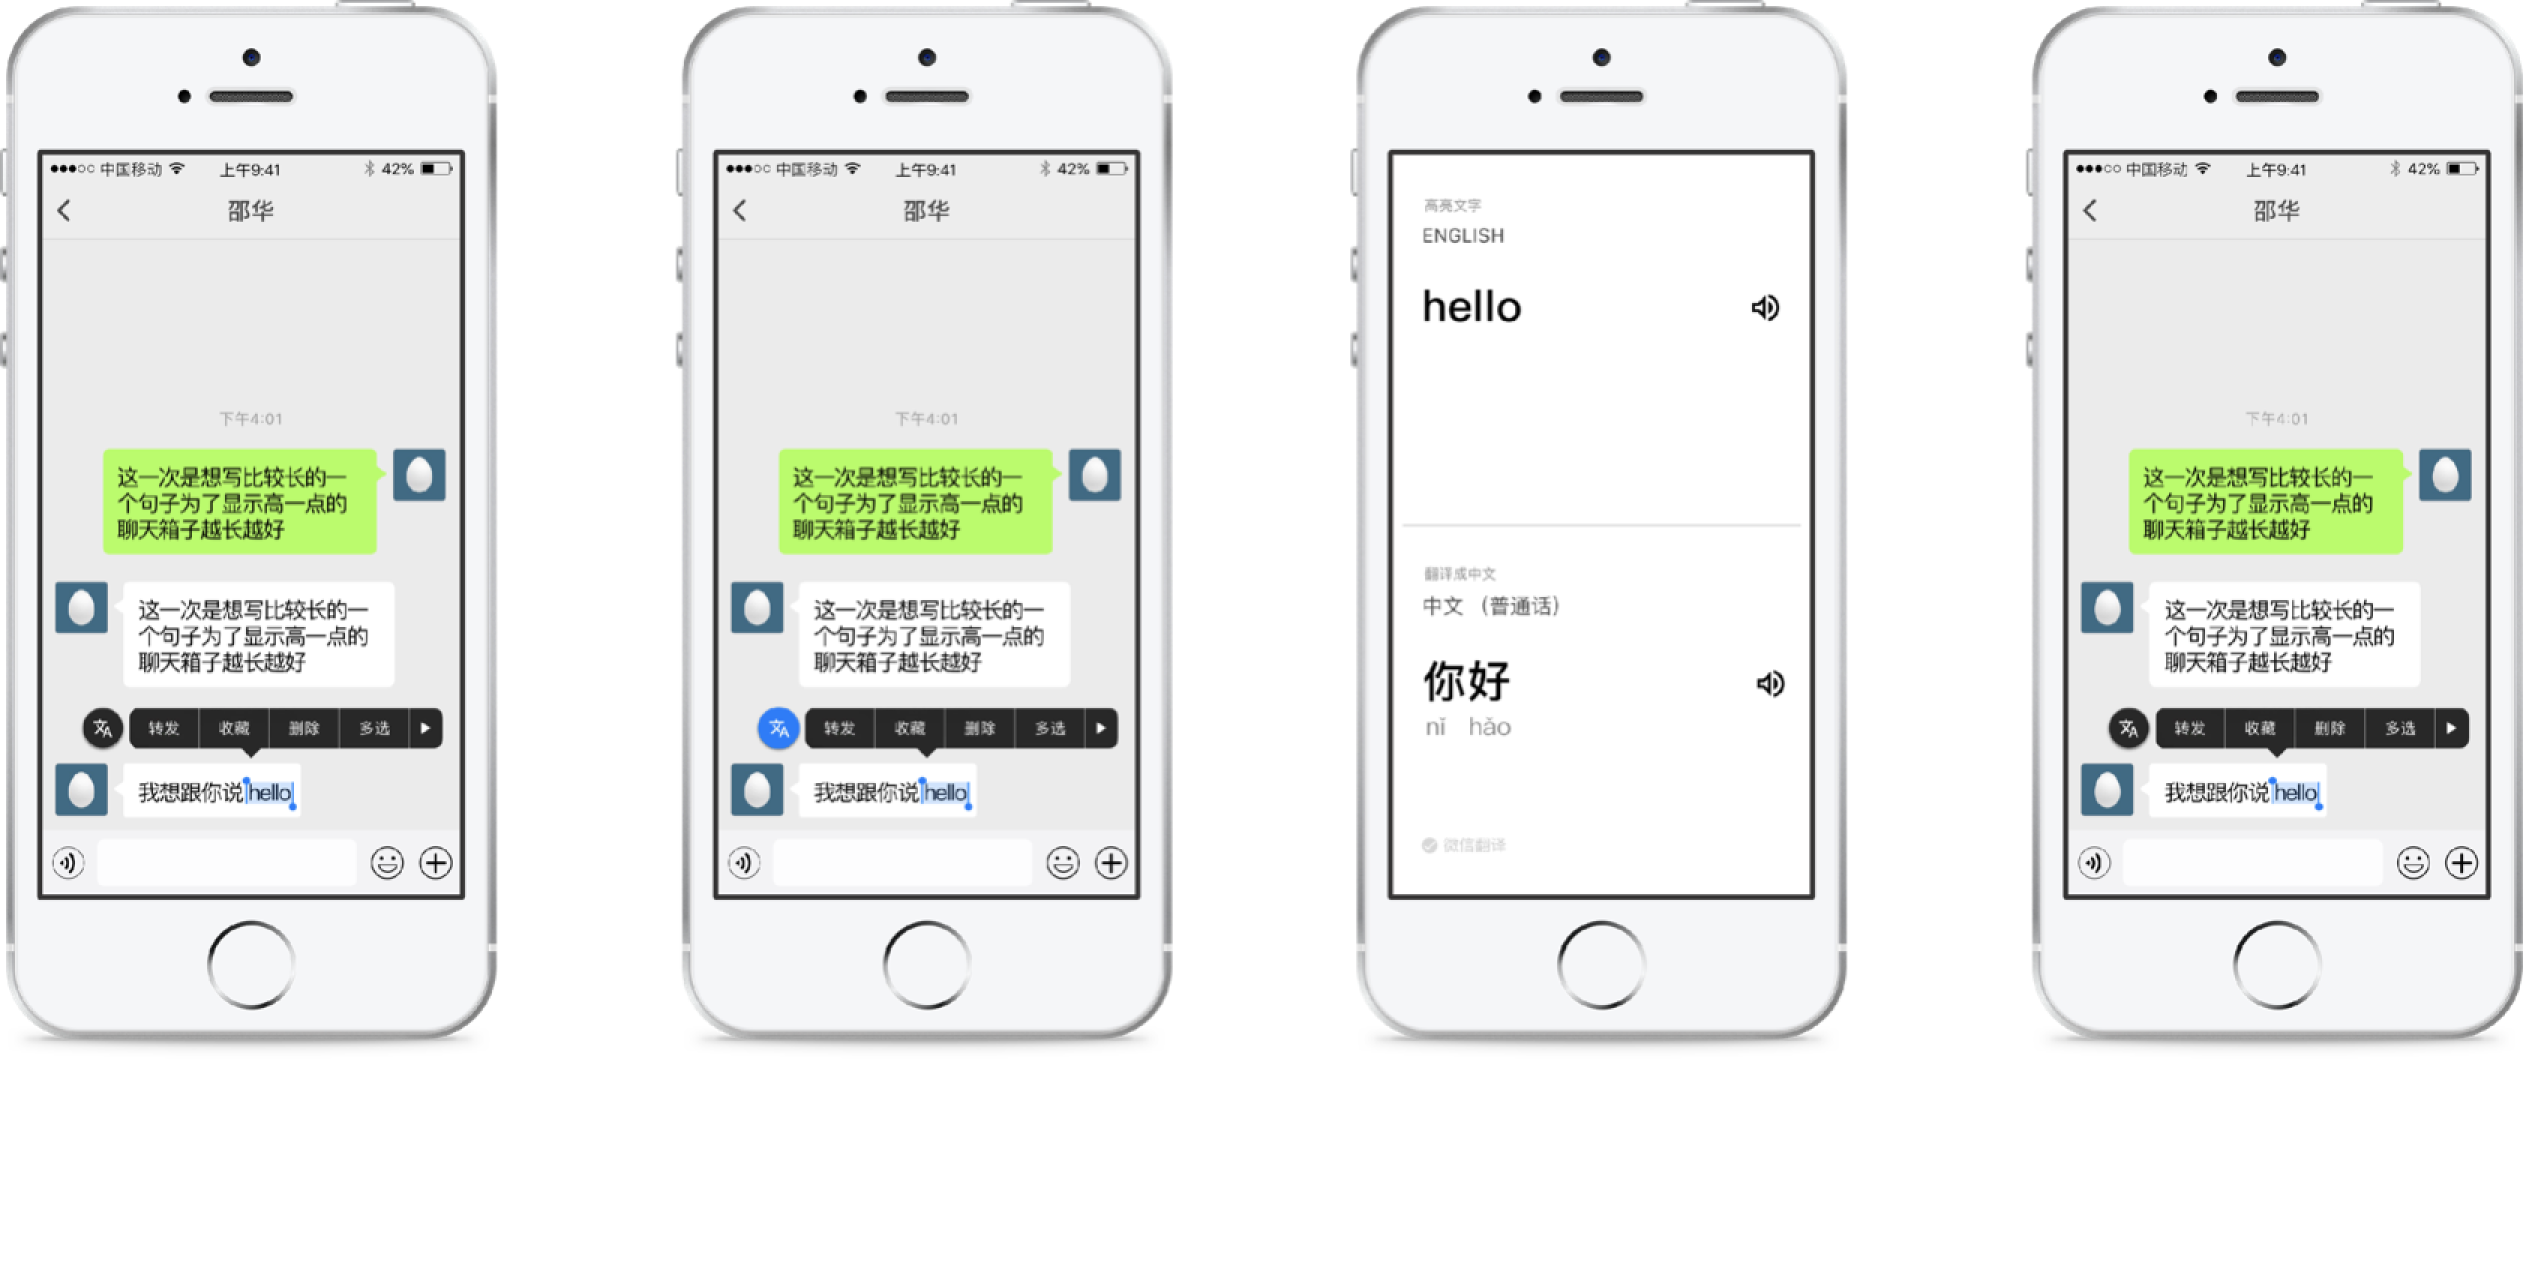 中国移动 上午9:41 42%
邵华
下午4:01
这一次是想写比较长的一
个句子为了显示高一点的
聊天箱子越长越好
这一次是想写比较长的一
个句子为了显示高一点的
聊天箱子越长越好
文A 转发 收藏 删除 多选
我想跟你说hello
中国移动 上午9:41 42%
邵华
下午4:01
这一次是想写比较长的一
个句子为了显示高一点的
聊天箱子越长越好
这一次是想写比较长的一
个句子为了显示高一点的
聊天箱子越长越好
文A 转发 收藏 删除 多选
我想跟你说hello
高亮文字
ENGLISH
hello
翻译成中文
中文 （普通话）
你好
nǐ hǎo
微信翻译
中国移动 上午9:41 42%
邵华
下午4:01
这一次是想写比较长的一
个句子为了显示高一点的
聊天箱子越长越好
这一次是想写比较长的一
个句子为了显示高一点的
聊天箱子越长越好
文A 转发 收藏 删除 多选
我想跟你说hello